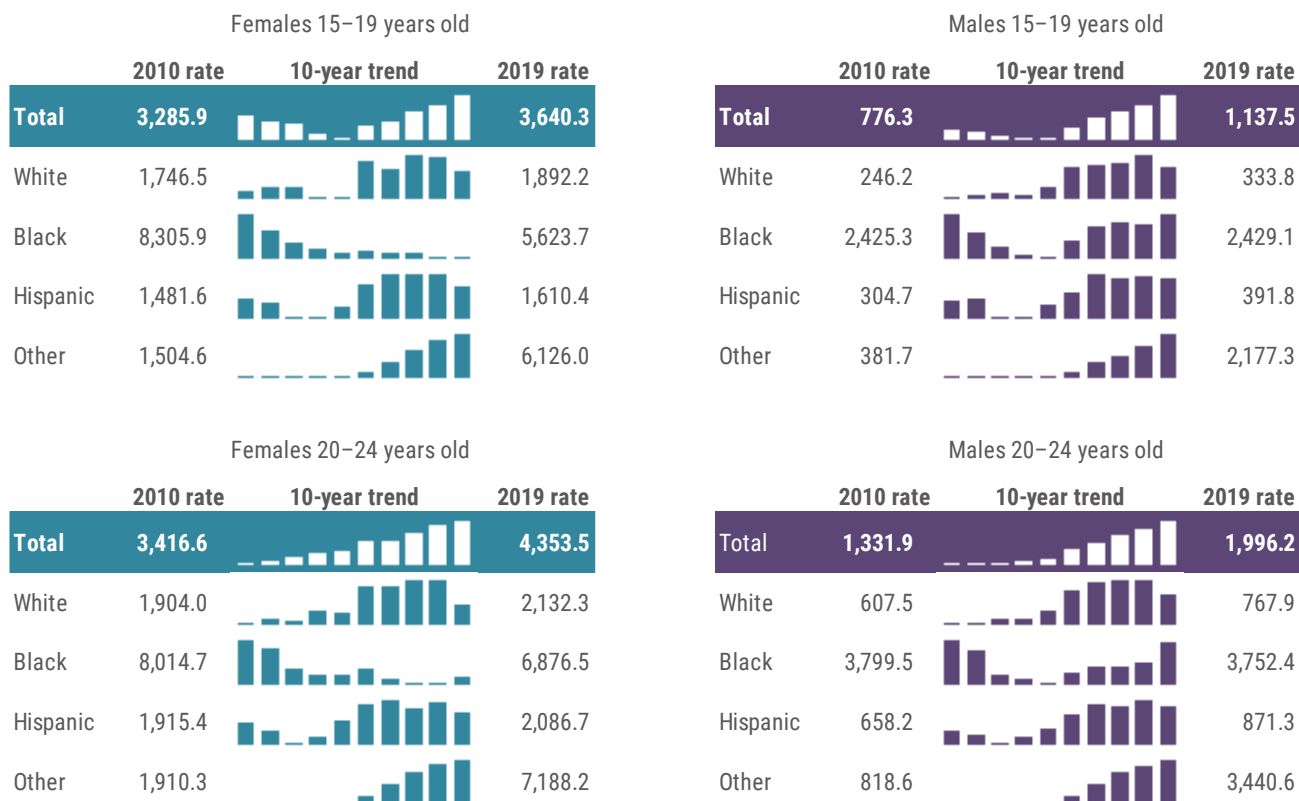 Females 15–19 years old
2010 rate 10-year trend 2019 rate
Total 3,285.9 3,640.3
White 1,746.5 1,892.2
Black 8,305.9 5,623.7
Hispanic 1,481.6 1,610.4
Other 1,504.6 6,126.0
Males 15–19 years old
2010 rate 10-year trend 2019 rate
Total 776.3 1,137.5
White 246.2 333.8
Black 2,425.3 2,429.1
Hispanic 304.7 391.8
Other 381.7 2,177.3
Females 20–24 years old
2010 rate 10-year trend 2019 rate
Total 3,416.6 4,353.5
White 1,904.0 2,132.3
Black 8,014.7 6,876.5
Hispanic 1,915.4 2,086.7
Other 1,910.3 7,188.2
Males 20–24 years old
2010 rate 10-year trend 2019 rate
Total 1,331.9 1,996.2
White 607.5 767.9
Black 3,799.5 3,752.4
Hispanic 658.2 871.3
Other 818.6 3,440.6